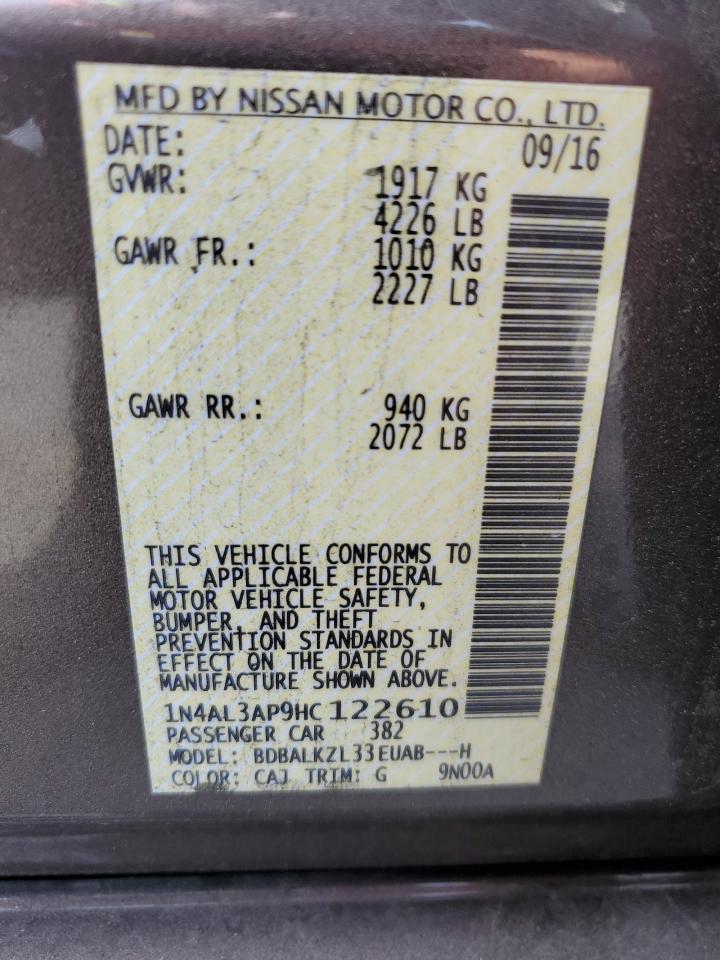 MFD BY NISSAN MOTOR CO., LTD.
DATE: 09/16
GVWR: 1917 KG
4226 LB
GAWR FR.: 1010 KG
2227 LB
GAWR RR.: 940 KG
2072 LB
THIS VEHICLE CONFORMS TO
ALL APPLICABLE FEDERAL
MOTOR VEHICLE SAFETY,
BUMPER, AND THEFT
PREVENTION STANDARDS IN
EFFECT ON THE DATE OF
MANUFACTURE SHOWN ABOVE.
1N4AL3AP9HC122610
PASSENGER CAR 382
MODEL: BDBALKZL33EUAB---H
COLOR: CAJ TRIM: G 9N00A